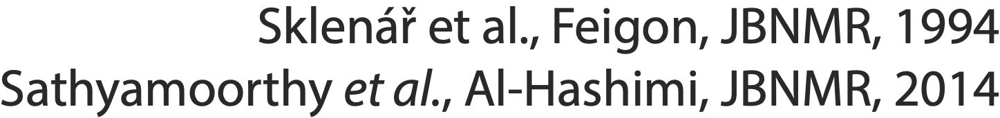 Sklenář et al., Feigon, JBNMR, 1994
Sathyamoorthy et al., Al-Hashimi, JBNMR, 2014